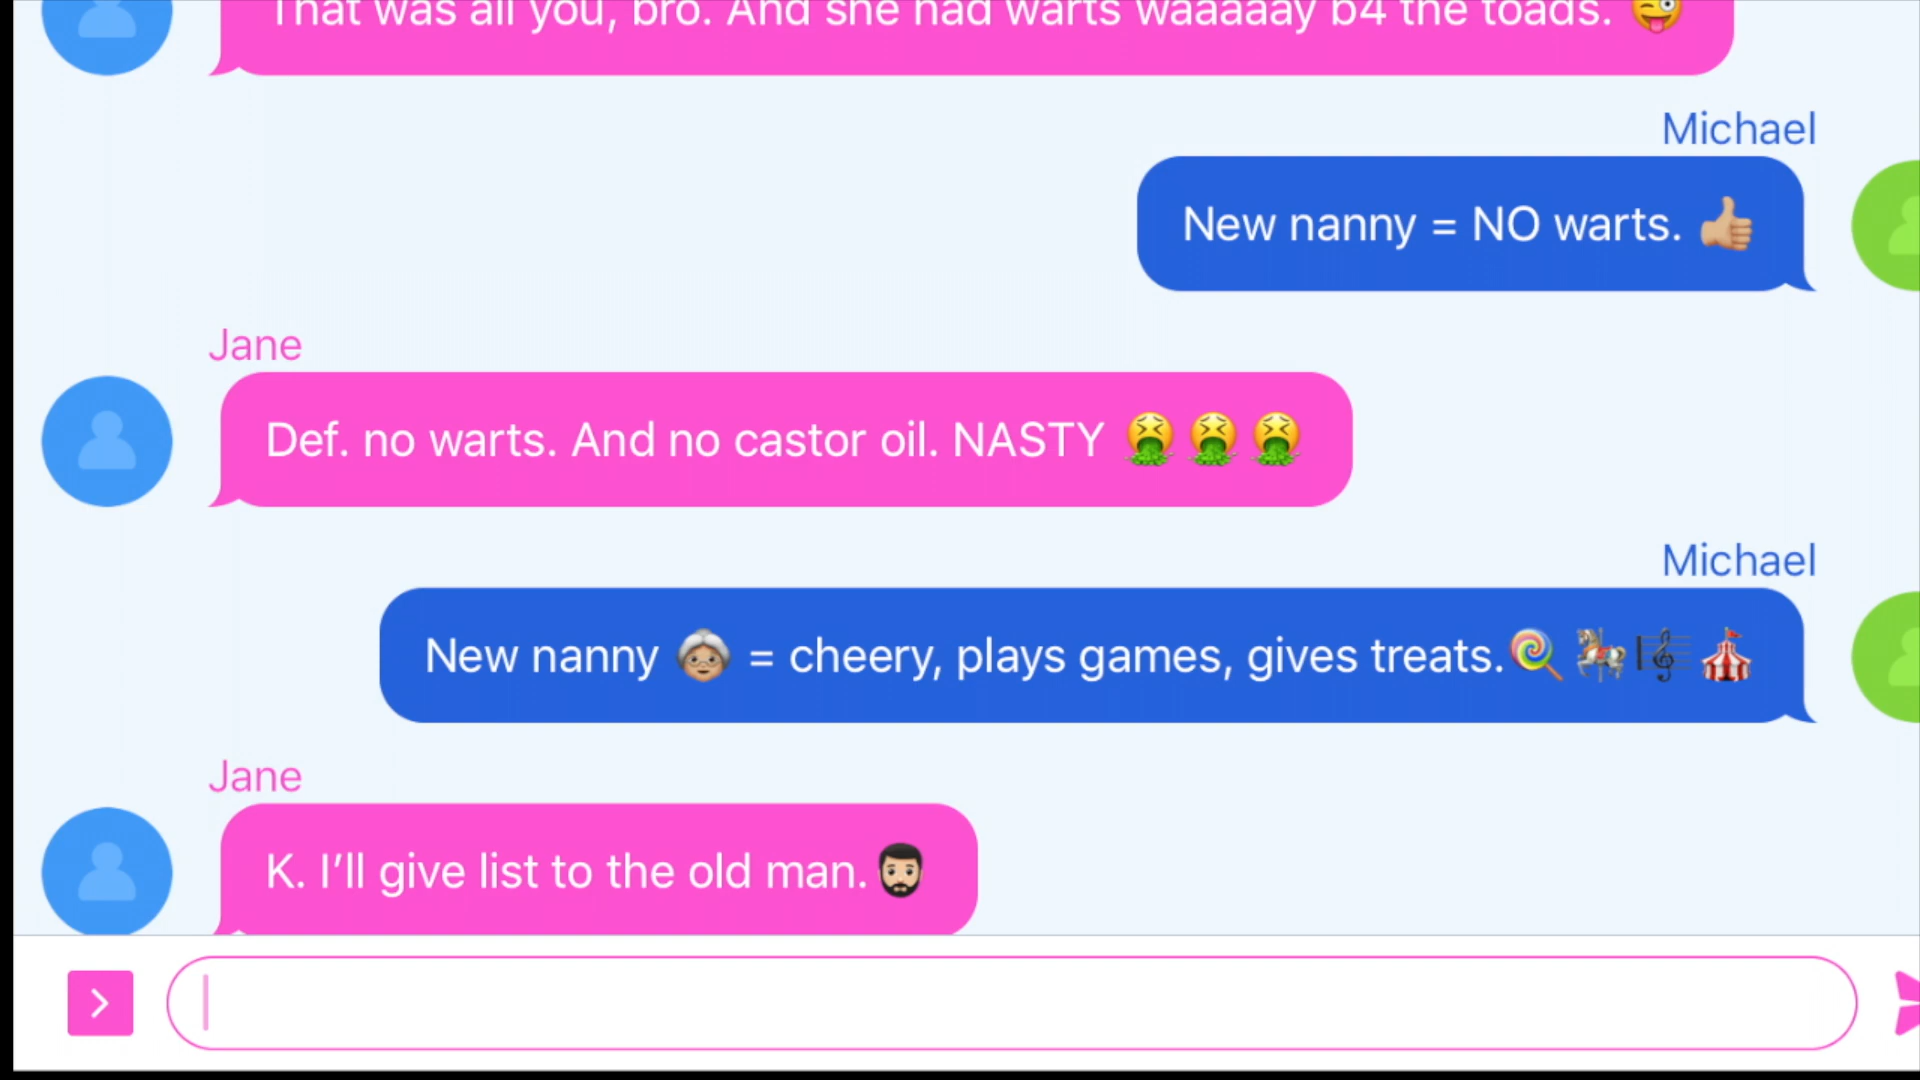 That was all you, bro. And she had warts waaaaay b4 the toads. 😜
Michael
New nanny = NO warts. 👍🏼
Jane
Def. no warts. And no castor oil. NASTY 🤮 🤮 🤮
Michael
New nanny 👵🏼 = cheery, plays games, gives treats.🍭 🎠 🎼 🎪
Jane
K. I’ll give list to the old man.🧔🏻